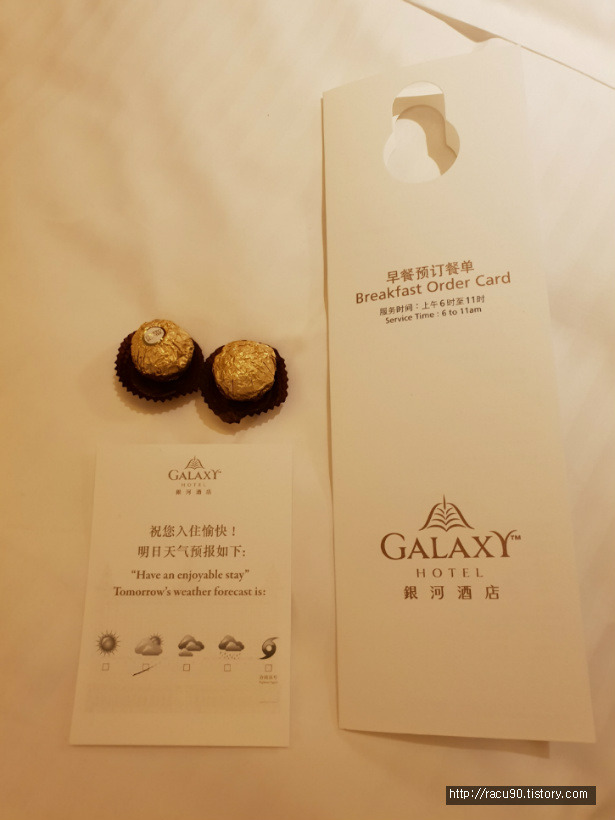 早餐预订餐单
Breakfast Order Card
服务时间：上午6时至11时
Service Time : 6 to 11am
GALAXY™
HOTEL
銀河酒店
GALAXY
HOTEL
銀河酒店
祝您入住愉快！
明日天气预报如下:
“Have an enjoyable stay”
Tomorrow's weather forecast is:
http://racu90.tistory.com